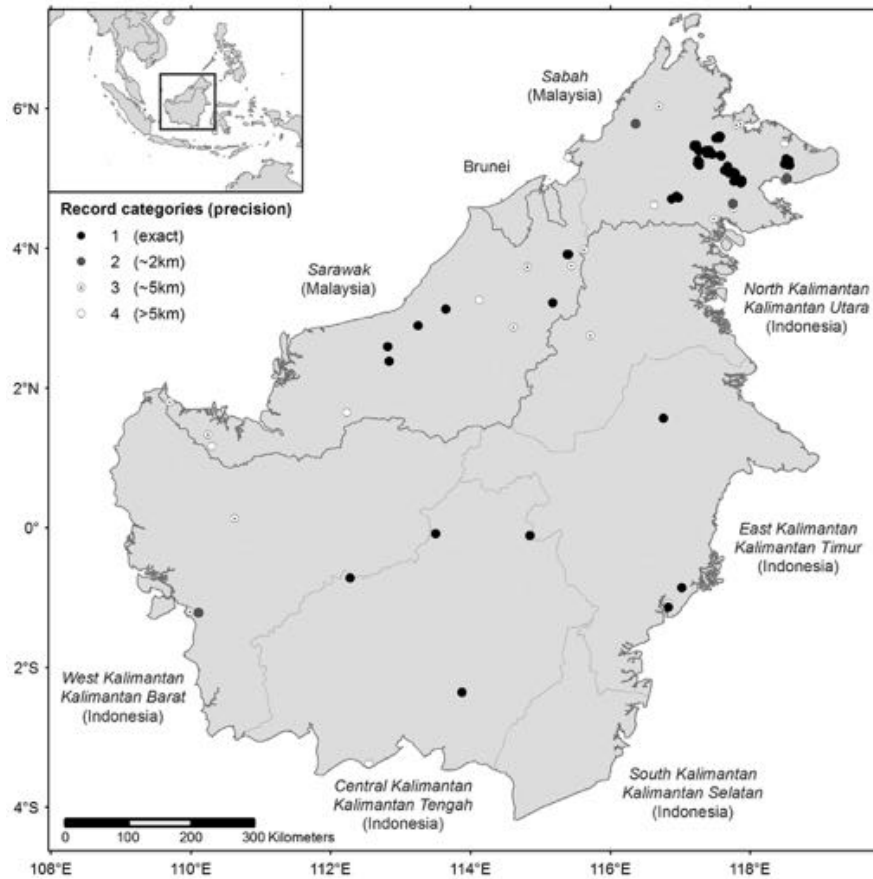 6°N
4°N
2°N
0°
2°S
4°S
Sabah
(Malaysia)
Brunei
Record categories (precision)
1 (exact)
2 (~2km)
3 (~5km)
4 (>5km)
Sarawak
(Malaysia)
North Kalimantan
Kalimantan Utara
(Indonesia)
East Kalimantan
Kalimantan Timur
(Indonesia)
West Kalimantan
Kalimantan Barat
(Indonesia)
Central Kalimantan
Kalimantan Tengah
(Indonesia)
South Kalimantan
Kalimantan Selatan
(Indonesia)
0 100 200 300 Kilometers
108°E 110°E 112°E 114°E 116°E 118°E